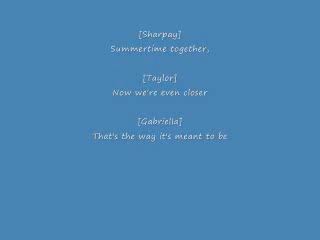 [Sharpay]
Summertime together,
[Taylor]
Now we're even closer
[Gabriella]
That's the way it's meant to be